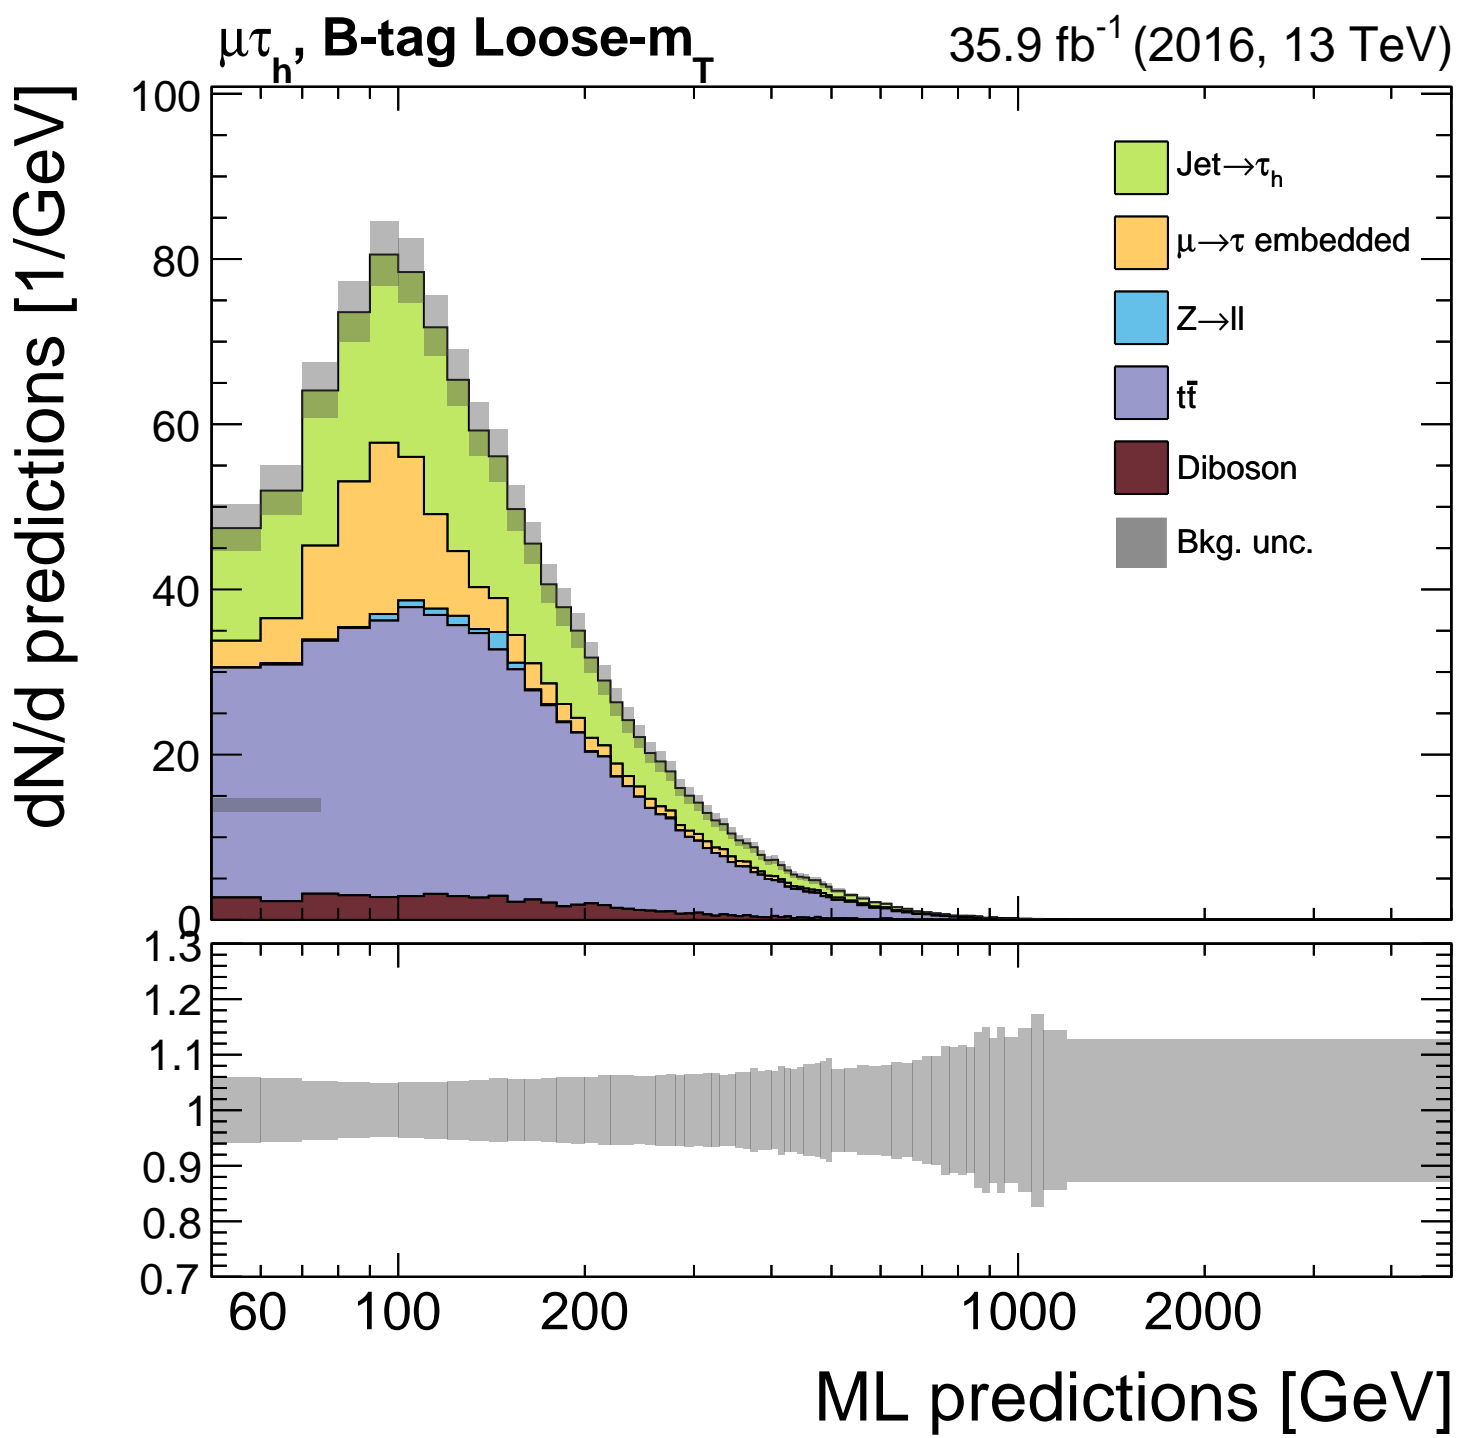 μτh, B-tag Loose-mT
35.9 fb-1 (2016, 13 TeV)
dN/d predictions [1/GeV]
100
80
60
40
20
0
Jet→τh
μ→τ embedded
Z→ll
tt̄
Diboson
Bkg. unc.
1.3
1.2
1.1
1
0.9
0.8
0.7
60 100 200 1000 2000
ML predictions [GeV]